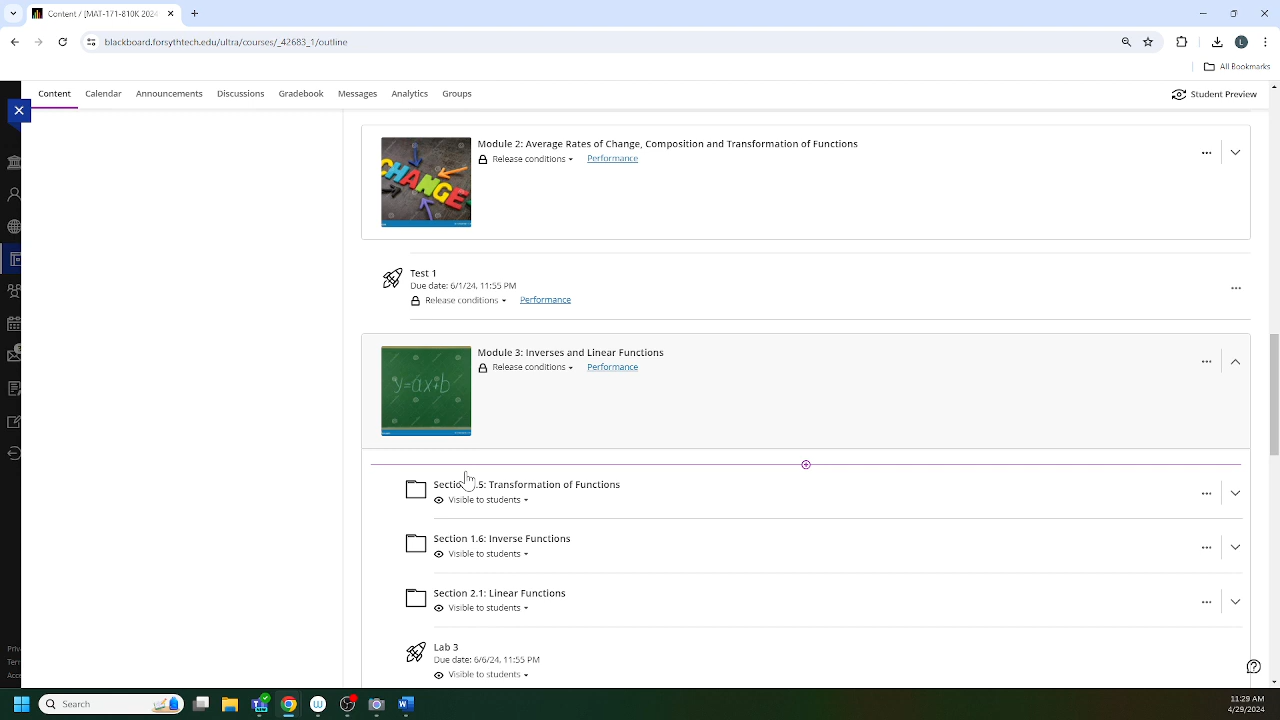 Content / [MAT-171-810K 2024
blackboard.forsythtech.edu/ultra/courses/_42683_1/outline
All Bookmarks
Content Calendar Announcements Discussions Gradebook Messages Analytics Groups
Student Preview
Module 2: Average Rates of Change, Composition and Transformation of Functions
Release conditions Performance
CHANGE
Test 1
Due date: 6/1/24, 11:55 PM
Release conditions Performance
Module 3: Inverses and Linear Functions
Release conditions Performance
y=ax+b
.5: Transformation of Functions
Visible to students
Section 1.6: Inverse Functions
Visible to students
Section 2.1: Linear Functions
Visible to students
Lab 3
Due date: 6/6/24, 11:55 PM
Visible to students
Priv
Terr
Acce
Search
11:29 AM
4/29/2024